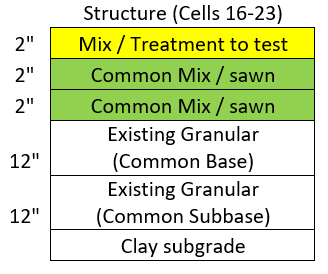 Structure (Cells 16-23)
2" Mix / Treatment to test
2" Common Mix / sawn
2" Common Mix / sawn
12" Existing Granular
(Common Base)
12" Existing Granular
(Common Subbase)
Clay subgrade